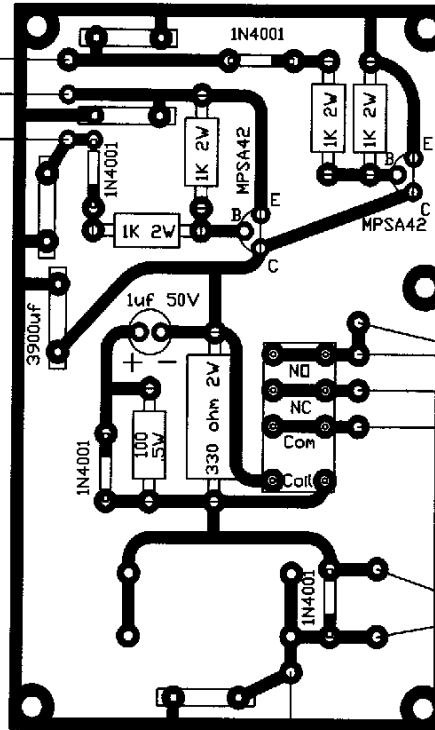 1N4001
1K 2W
1K 2W
1K 2W
MPSA42
1N4001
B
E
B
E
C
MPSA42
1K 2W
C
3900uf
1uf 50V
+ -
NO
NC
Com
Coil
330 ohm 2W
100
.5W
1N4001
1N4001